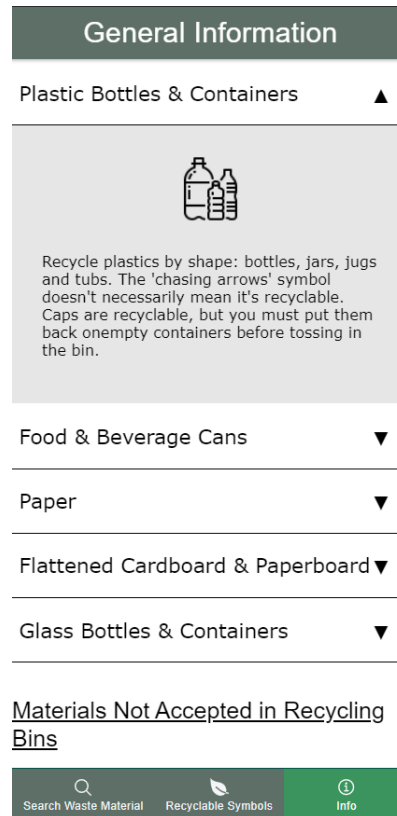 General Information
Plastic Bottles & Containers ▲
Recycle plastics by shape: bottles, jars, jugs
and tubs. The 'chasing arrows' symbol
doesn't necessarily mean it's recyclable.
Caps are recyclable, but you must put them
back onempty containers before tossing in
the bin.
Food & Beverage Cans ▼
Paper ▼
Flattened Cardboard & Paperboard ▼
Glass Bottles & Containers ▼
Materials Not Accepted in Recycling
Bins
Search Waste Material Recyclable Symbols Info